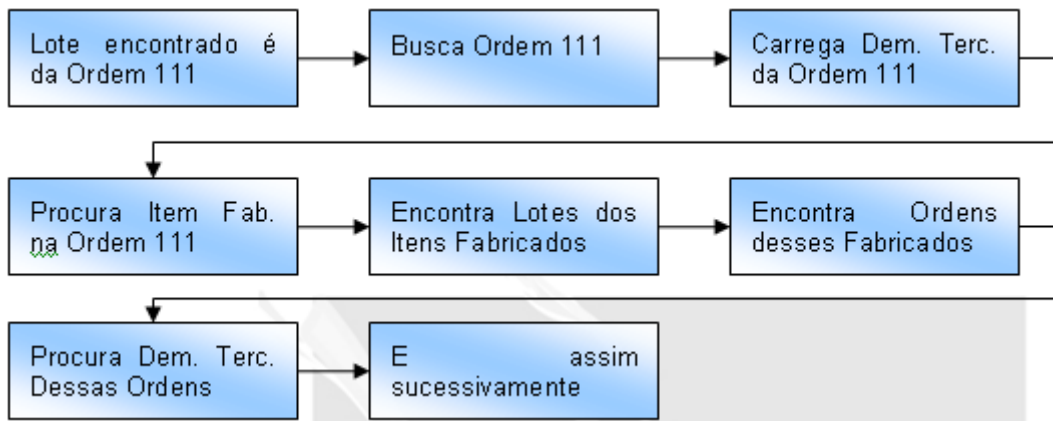 Lote encontrado é
da Ordem 111
Busca Ordem 111
Carrega Dem. Terc.
da Ordem 111
Procura Item Fab.
na Ordem 111
Encontra Lotes dos
Itens Fabricados
Encontra Ordens
desses Fabricados
Procura Dem. Terc.
Dessas Ordens
E assim
sucessivamente